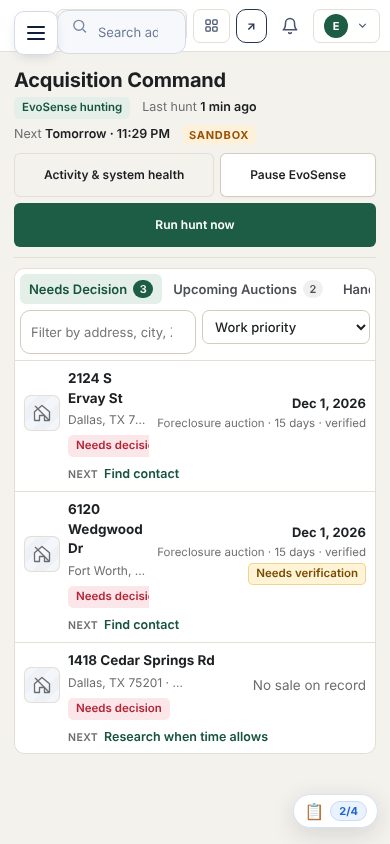 Search ad
E
Acquisition Command
EvoSense hunting Last hunt 1 min ago
Next Tomorrow · 11:29 PM SANDBOX
Activity & system health Pause EvoSense
Run hunt now
Needs Decision 3 Upcoming Auctions 2 Hand
Filter by address, city, Work priority
2124 S
Ervay St
Dallas, TX 7...
Needs decisi
NEXT Find contact
Dec 1, 2026
Foreclosure auction · 15 days · verified
6120
Wedgwood
Dr
Fort Worth, ...
Needs decisi
NEXT Find contact
Dec 1, 2026
Foreclosure auction · 15 days · verified
Needs verification
1418 Cedar Springs Rd
Dallas, TX 75201 · ...
Needs decision
NEXT Research when time allows
No sale on record
2/4